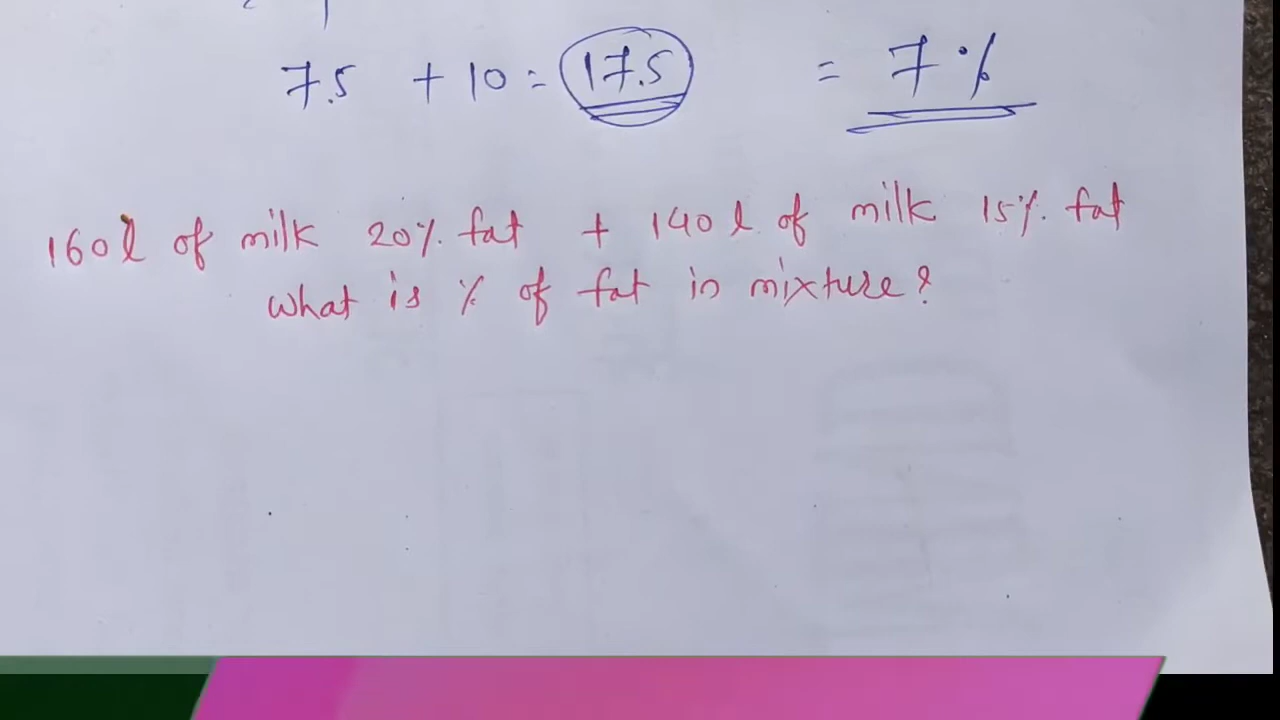 7.5 + 10 = 17.5 = 7%
160l of milk 20% fat + 140l of milk 15% fat
what is % of fat in mixture?